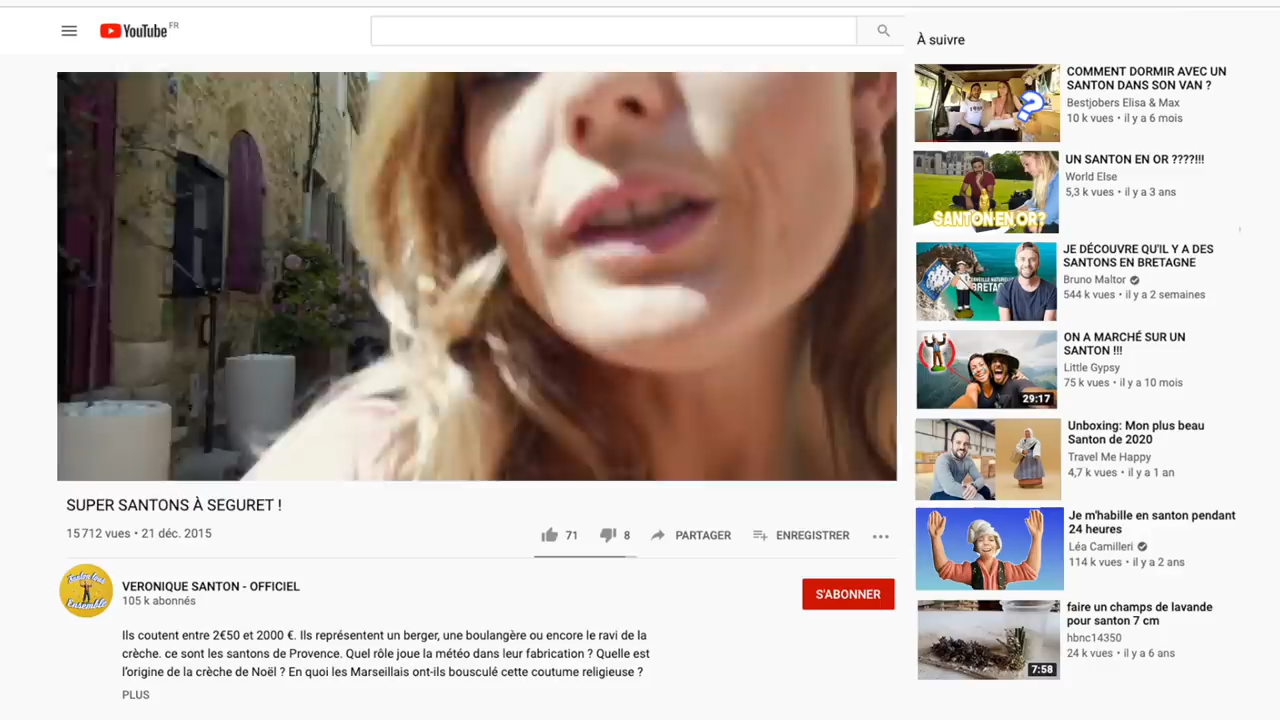 YouTube FR
SUPER SANTONS À SEGURET !
15 712 vues • 21 déc. 2015
71
8
PARTAGER
ENREGISTRER
VERONIQUE SANTON - OFFICIEL
105 k abonnés
S'ABONNER
Ensemble
Ils coutent entre 2€50 et 2000 €. Ils représentent un berger, une boulangère ou encore le ravi de la
crèche. ce sont les santons de Provence. Quel rôle joue la météo dans leur fabrication ? Quelle est
l'origine de la crèche de Noël ? En quoi les Marseillais ont-ils bousculé cette coutume religieuse ?
PLUS
À suivre
COMMENT DORMIR AVEC UN
SANTON DANS SON VAN ?
Bestjobers Elisa & Max
10 k vues • il y a 6 mois
?
UN SANTON EN OR ????!!!
World Else
5,3 k vues • il y a 3 ans
SANTON EN OR?
JE DÉCOUVRE QU'IL Y A DES
SANTONS EN BRETAGNE
Bruno Maltor
544 k vues • il y a 2 semaines
ON A MARCHÉ SUR UN
SANTON !!!
Little Gypsy
75 k vues • il y a 10 mois
29:17
Unboxing: Mon plus beau
Santon de 2020
Travel Me Happy
4,7 k vues • il y a 1 an
Je m'habille en santon pendant
24 heures
Léa Camilleri
114 k vues • il y a 2 ans
faire un champs de lavande
pour santon 7 cm
hbnc14350
24 k vues • il y a 6 ans
7:58